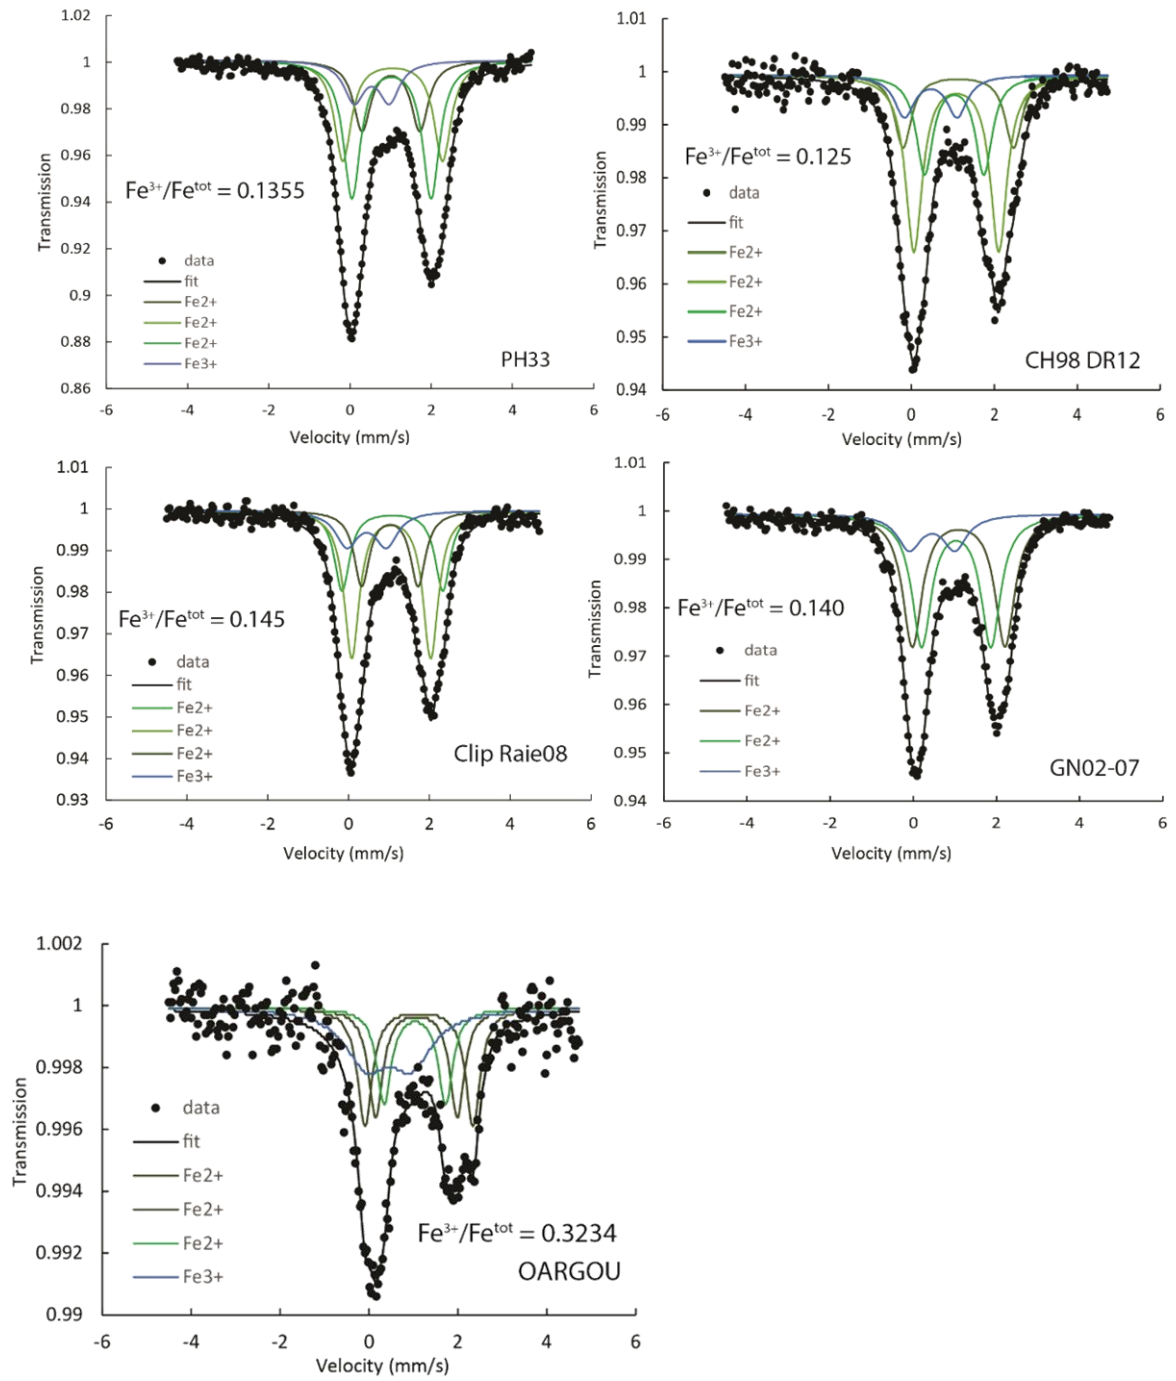 1.02
1
0.98
0.96
0.94
0.92
0.9
0.88
0.86
Transmission
Fe³⁺/Feᵗᵒᵗ = 0.1355
data
fit
Fe2+
Fe2+
Fe2+
Fe3+
PH33
-6 -4 -2 0 2 4 6
Velocity (mm/s)
1.01
1
0.99
0.98
0.97
0.96
0.95
0.94
Transmission
Fe³⁺/Feᵗᵒᵗ = 0.125
data
fit
Fe2+
Fe2+
Fe2+
Fe3+
CH98 DR12
-6 -4 -2 0 2 4 6
Velocity (mm/s)
1.01
1
0.99
0.98
0.97
0.96
0.95
0.94
0.93
Transmission
Fe³⁺/Feᵗᵒᵗ = 0.145
data
fit
Fe2+
Fe2+
Fe2+
Fe3+
Clip Raie08
-6 -4 -2 0 2 4 6
Velocity (mm/s)
1.01
1
0.99
0.98
0.97
0.96
0.95
0.94
Transmission
Fe³⁺/Feᵗᵒᵗ = 0.140
data
fit
Fe2+
Fe2+
Fe3+
GN02-07
-6 -4 -2 0 2 4 6
Velocity (mm/s)
1.002
1
0.998
0.996
0.994
0.992
0.99
Transmission
data
fit
Fe2+
Fe2+
Fe2+
Fe3+
Fe³⁺/Feᵗᵒᵗ = 0.3234
OARGOU
-6 -4 -2 0 2 4 6
Velocity (mm/s)